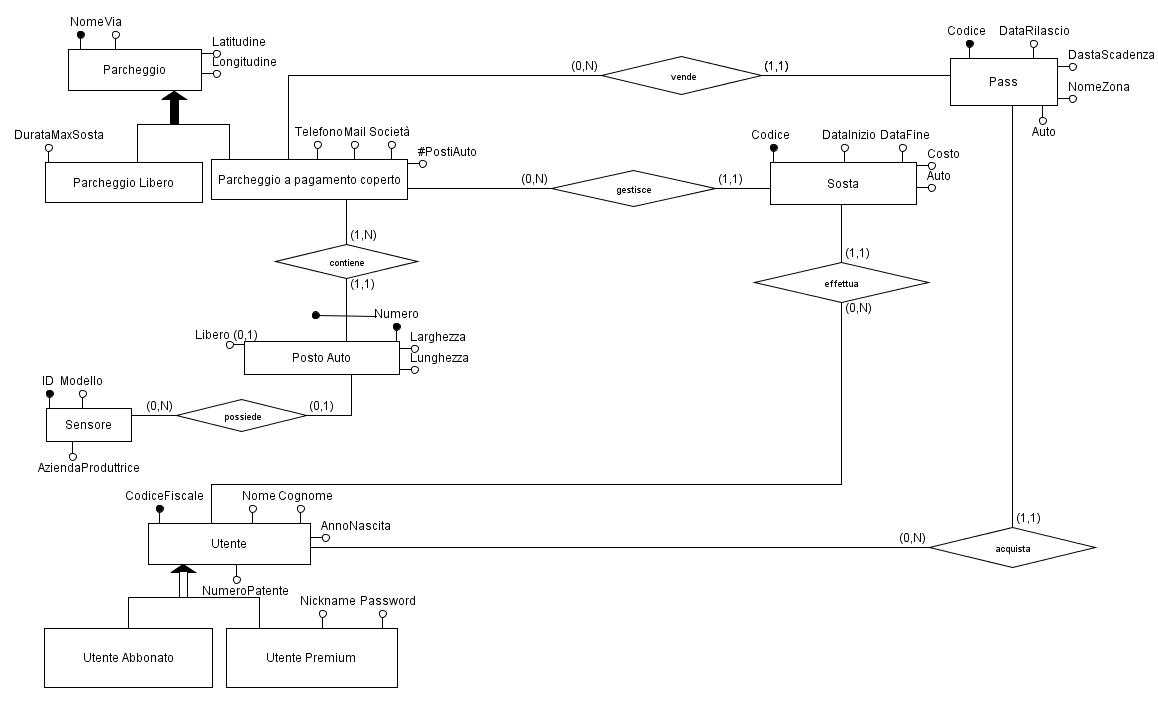 NomeVia
Latitudine
Longitudine
Parcheggio
DurataMaxSosta
Parcheggio Libero
TelefonoMail Società
#PostiAuto
Parcheggio a pagamento coperto
(0,N)
vende
(1,1)
Codice
DataRilascio
DastaScadenza
NomeZona
Pass
Auto
(0,N)
gestisce
(1,1)
Codice
DataInizio DataFine
Costo
Auto
Sosta
(1,N)
contiene
(1,1)
(1,1)
effettua
(0,N)
Numero
Libero (0,1)
Larghezza
Lunghezza
Posto Auto
ID Modello
(0,N)
possiede
(0,1)
Sensore
AziendaProduttrice
CodiceFiscale
Nome Cognome
AnnoNascita
Utente
NumeroPatente
(0,N)
acquista
(1,1)
Nickname Password
Utente Abbonato
Utente Premium